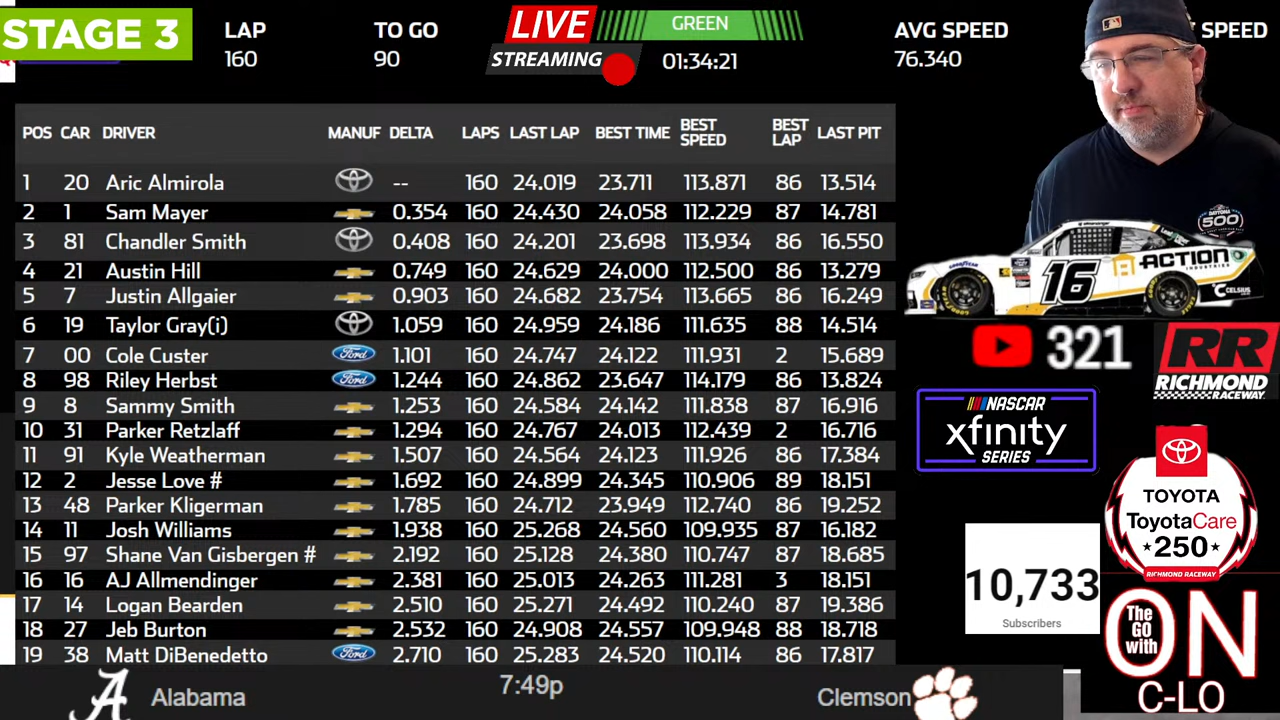 STAGE 3
LAP TO GO LIVE GREEN AVG SPEED SPEED
160 90 STREAMING 01:34:21 76.340
POS CAR DRIVER MANUF DELTA LAPS LAST LAP BEST TIME BEST SPEED BEST LAP LAST PIT
1 20 Aric Almirola -- 160 24.019 23.711 113.871 86 13.514
2 1 Sam Mayer 0.354 160 24.430 24.058 112.229 87 14.781
3 81 Chandler Smith 0.408 160 24.201 23.698 113.934 86 16.550
4 21 Austin Hill 0.749 160 24.629 24.000 112.500 86 13.279
5 7 Justin Allgaier 0.903 160 24.682 23.754 113.665 86 16.249
6 19 Taylor Gray(i) 1.059 160 24.959 24.186 111.635 88 14.514
7 00 Cole Custer Ford 1.101 160 24.747 24.122 111.931 2 15.689
8 98 Riley Herbst Ford 1.244 160 24.862 23.647 114.179 86 13.824
9 8 Sammy Smith 1.253 160 24.584 24.142 111.838 87 16.916
10 31 Parker Retzlaff 1.294 160 24.767 24.013 112.439 2 16.716
11 91 Kyle Weatherman 1.507 160 24.564 24.123 111.926 86 17.384
12 2 Jesse Love # 1.692 160 24.899 24.345 110.906 89 18.151
13 48 Parker Kligerman 1.785 160 24.712 23.949 112.740 86 19.252
14 11 Josh Williams 1.938 160 25.268 24.560 109.935 87 16.182
15 97 Shane Van Gisbergen # 2.192 160 25.128 24.380 110.747 87 18.685
16 16 AJ Allmendinger 2.381 160 25.013 24.263 111.281 3 18.151
17 14 Logan Bearden 2.510 160 25.271 24.492 110.240 87 19.386
18 27 Jeb Burton 2.532 160 24.908 24.557 109.948 88 18.718
19 38 Matt DiBenedetto Ford 2.710 160 25.283 24.520 110.114 86 17.817
DAYTONA
500
16
ACTION
INDUSTRIES
CELSIUS
321
RR
RICHMOND
RACEWAY
NASCAR
xfinity
SERIES
TOYOTA
ToyotaCare
250
RICHMOND RACEWAY
10,733
Subscribers
The GO with ON
C-LO
A Alabama 7:49p Clemson